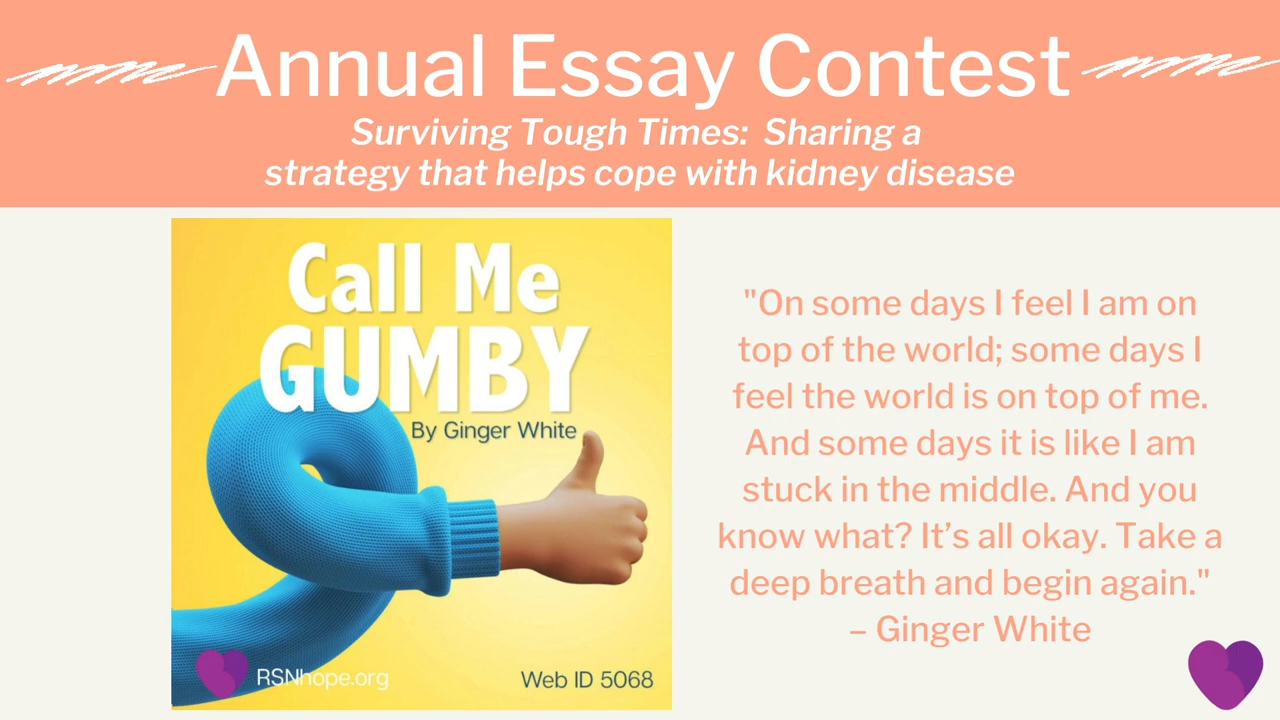 Annual Essay Contest
Surviving Tough Times:  Sharing a
strategy that helps cope with kidney disease
Call Me
GUMBY
By Ginger White
RSNhope.org
Web ID 5068
"On some days I feel I am on
top of the world; some days I
feel the world is on top of me.
And some days it is like I am
stuck in the middle. And you
know what? It’s all okay. Take a
deep breath and begin again."
– Ginger White